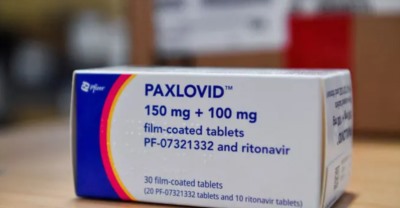 Pfizer
PAXLOVID™
150 mg + 100 mg
film-coated tablets
PF-07321332 and ritonavir
30 film-coated tablets
(20 PF-07321332 tablets and 10 ritonavir tablets)